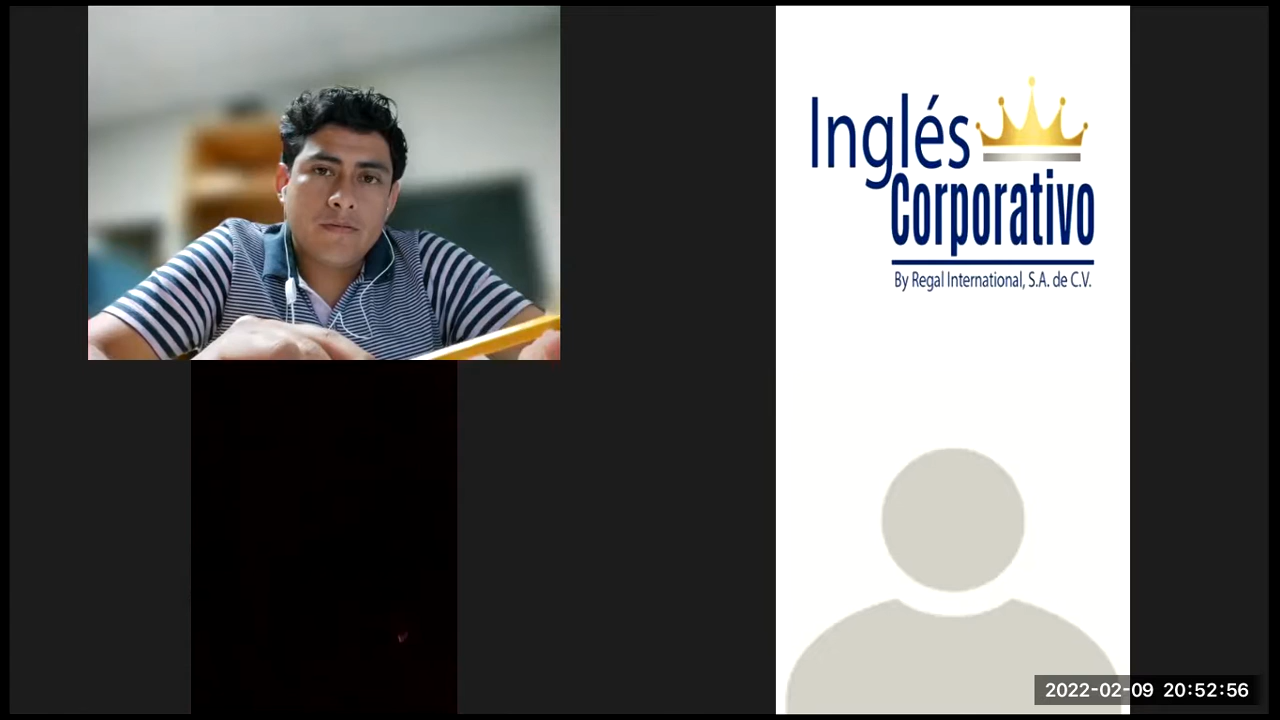 Inglés
Corporativo
By Regal International, S.A. de C.V.
2022-02-09 20:52:56